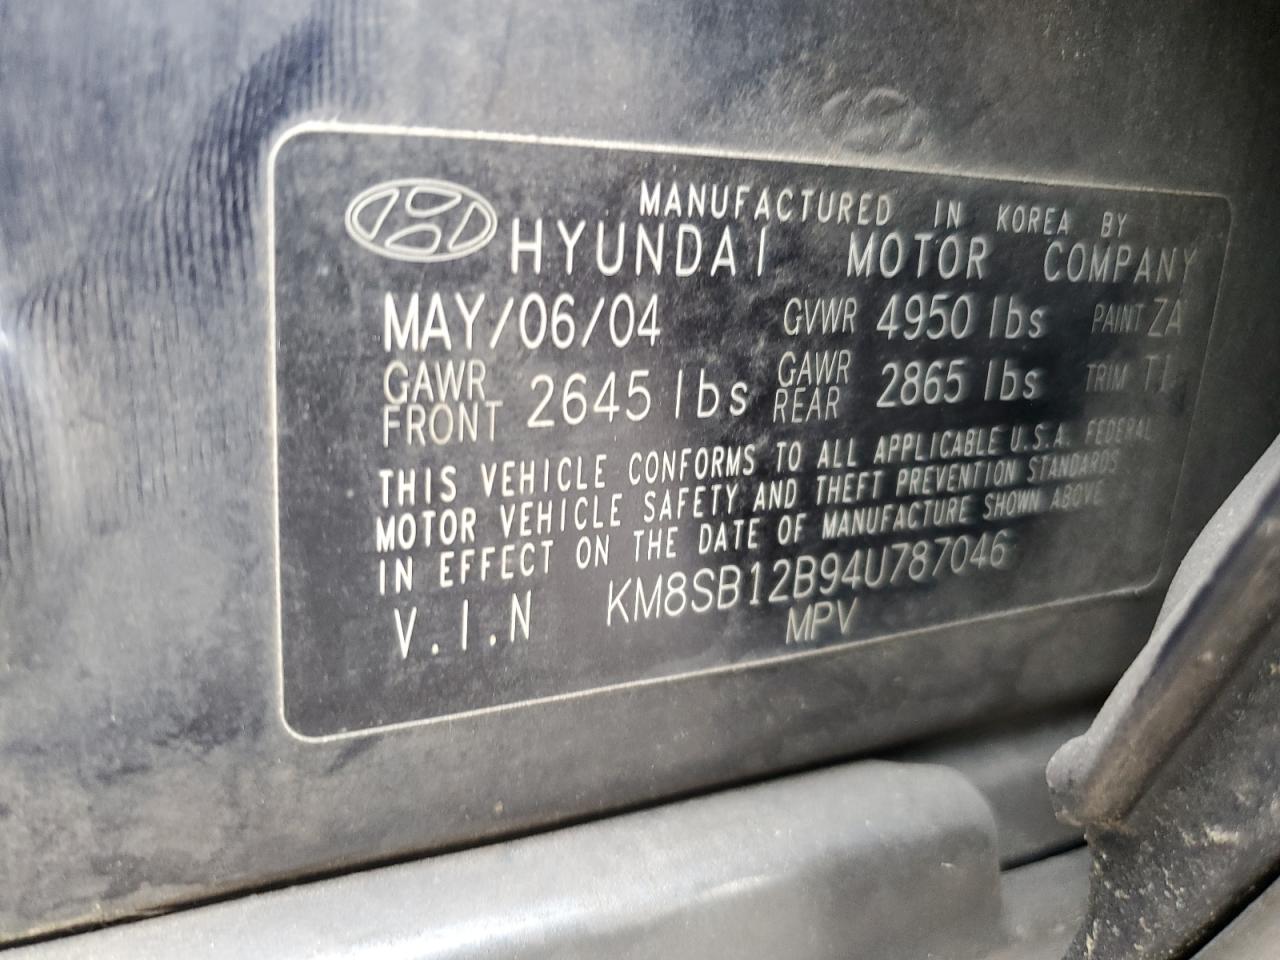 MANUFACTURED IN KOREA BY
HYUNDAI MOTOR COMPANY
MAY/06/04 GVWR 4950 lbs PAINT ZA
GAWR FRONT 2645 lbs GAWR REAR 2865 lbs TRIM
THIS VEHICLE CONFORMS TO ALL APPLICABLE U.S.A. FEDERAL
MOTOR VEHICLE SAFETY AND THEFT PREVENTION STANDARDS
IN EFFECT ON THE DATE OF MANUFACTURE SHOWN ABOVE
V.I.N KM8SB12B94U787046
MPV